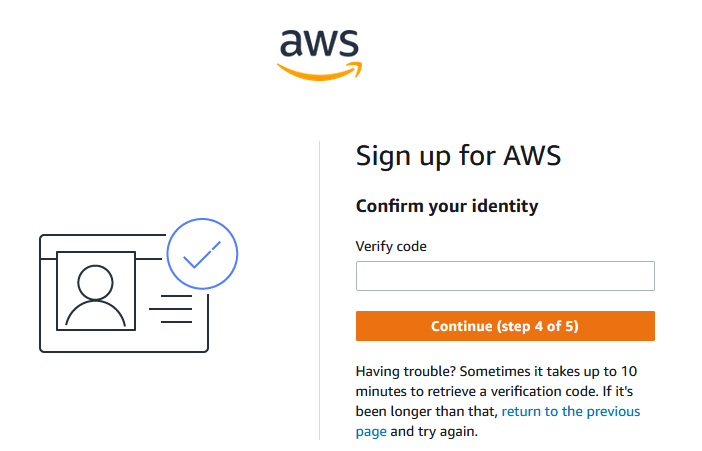 aws
Sign up for AWS
Confirm your identity
Verify code
Continue (step 4 of 5)
Having trouble? Sometimes it takes up to 10
minutes to retrieve a verification code. If it's
been longer than that, return to the previous
page and try again.